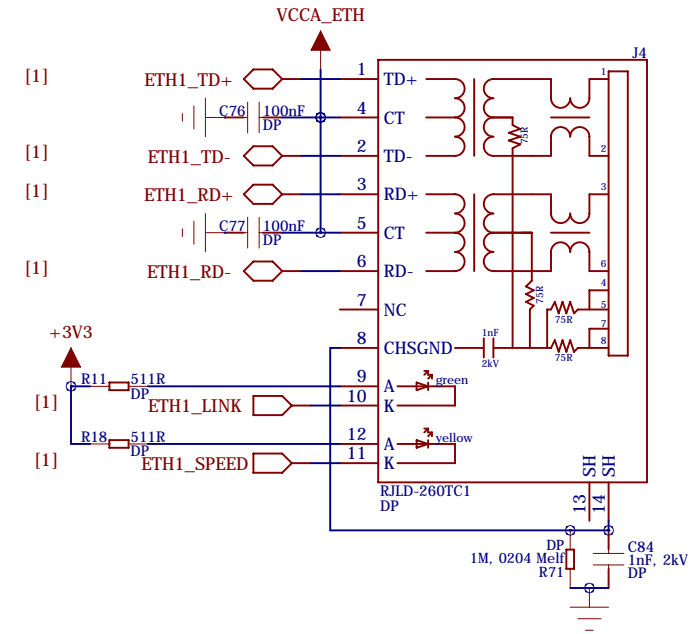 VCCA_ETH
J4
[1] ETH1_TD+ 1 TD+ 1
C76 100nF 4 CT
DP 75R
[1] ETH1_TD- 2 TD- 2
[1] ETH1_RD+ 3 RD+ 3
C77 100nF 5 CT
DP
[1] ETH1_RD- 6 RD- 6
4
75R
7 NC 5
75R
+3V3 1nF 7
8 CHSGND 8
2kV 75R
R11 511R 9 A green
DP
[1] ETH1_LINK 10 K
R18 511R 12 A yellow
DP
[1] ETH1_SPEED 11 K
SH SH
RJLD-260TC1 13 14
DP
DP C84
1M, 0204 Melf 1nF, 2kV
R71 DP